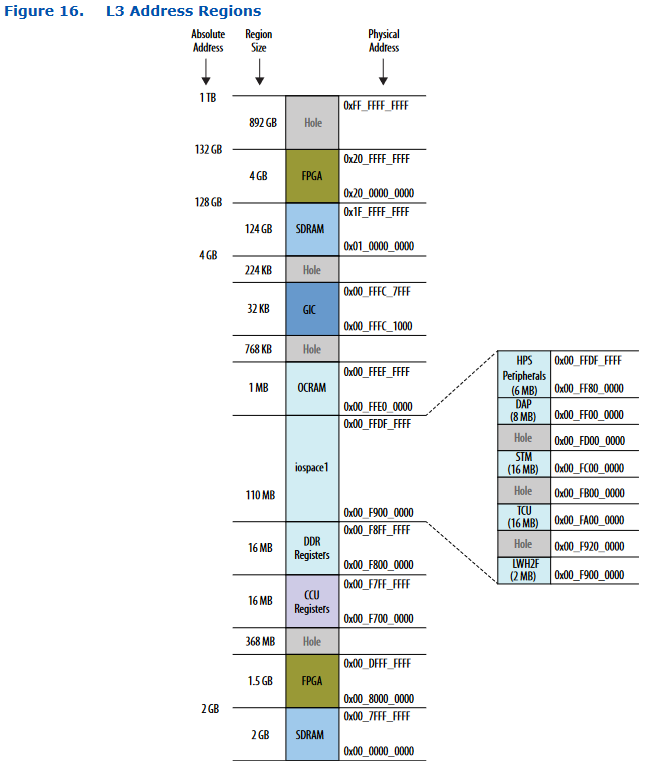 Figure 16. L3 Address Regions
Absolute Address
Region Size
Physical Address
1 TB
0xFF_FFFF_FFFF
892 GB
Hole
132 GB
0x20_FFFF_FFFF
4 GB
FPGA
0x20_0000_0000
128 GB
0x1F_FFFF_FFFF
124 GB
SDRAM
0x01_0000_0000
4 GB
224 KB
Hole
0x00_FFFC_7FFF
32 KB
GIC
0x00_FFFC_1000
768 KB
Hole
0x00_FFEF_FFFF
1 MB
OCRAM
0x00_FFE0_0000
0x00_FFDF_FFFF
iospace1
110 MB
0x00_F900_0000
0x00_F8FF_FFFF
16 MB
DDR
Registers
0x00_F800_0000
0x00_F7FF_FFFF
16 MB
CCU
Registers
0x00_F700_0000
368 MB
Hole
0x00_DFFF_FFFF
1.5 GB
FPGA
0x00_8000_0000
2 GB
0x00_7FFF_FFFF
2 GB
SDRAM
0x00_0000_0000
HPS
Peripherals
(6 MB)
0x00_FFDF_FFFF
0x00_FF80_0000
DAP
(8 MB)
0x00_FF00_0000
Hole
0x00_FD00_0000
STM
(16 MB)
0x00_FC00_0000
Hole
0x00_FB00_0000
TCU
(16 MB)
0x00_FA00_0000
Hole
0x00_F920_0000
LWH2F
(2 MB)
0x00_F900_0000